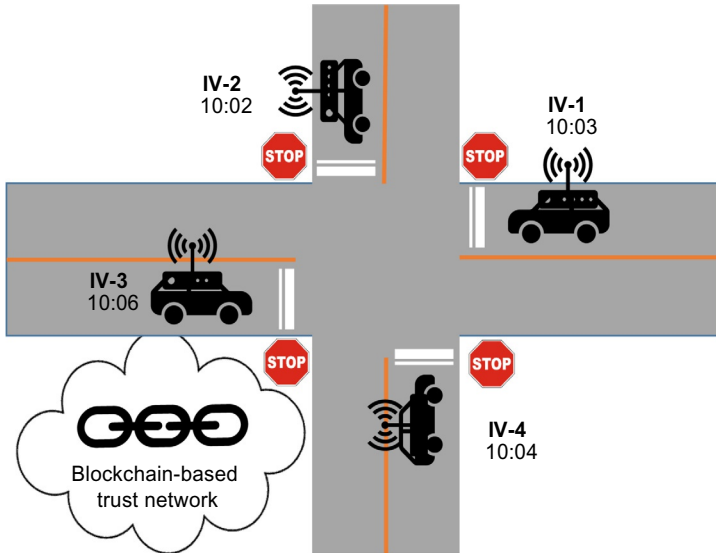 IV-2
10:02
IV-1
10:03
STOP
STOP
IV-3
10:06
STOP
STOP
IV-4
10:04
Blockchain-based
trust network